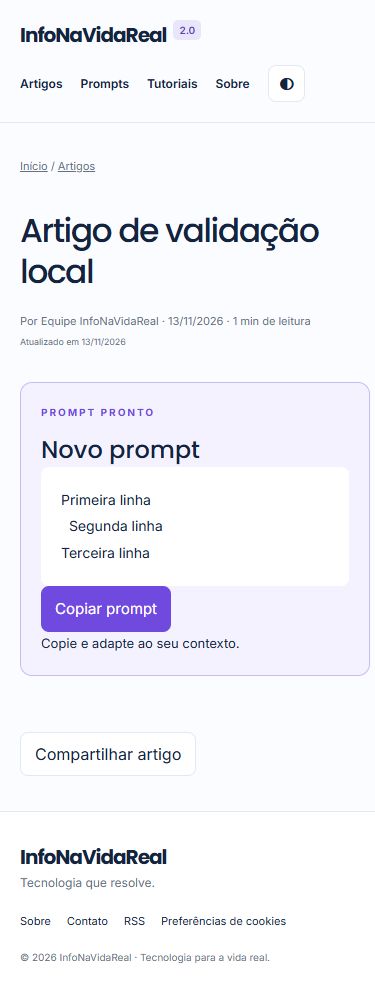 InfoNaVidaReal 2.0
Artigos Prompts Tutoriais Sobre
Início / Artigos
Artigo de validação
local
Por Equipe InfoNaVidaReal · 13/11/2026 · 1 min de leitura
Atualizado em 13/11/2026
PROMPT PRONTO
Novo prompt
Primeira linha
  Segunda linha
Terceira linha
Copiar prompt
Copie e adapte ao seu contexto.
Compartilhar artigo
InfoNaVidaReal
Tecnologia que resolve.
Sobre Contato RSS Preferências de cookies
© 2026 InfoNaVidaReal · Tecnologia para a vida real.